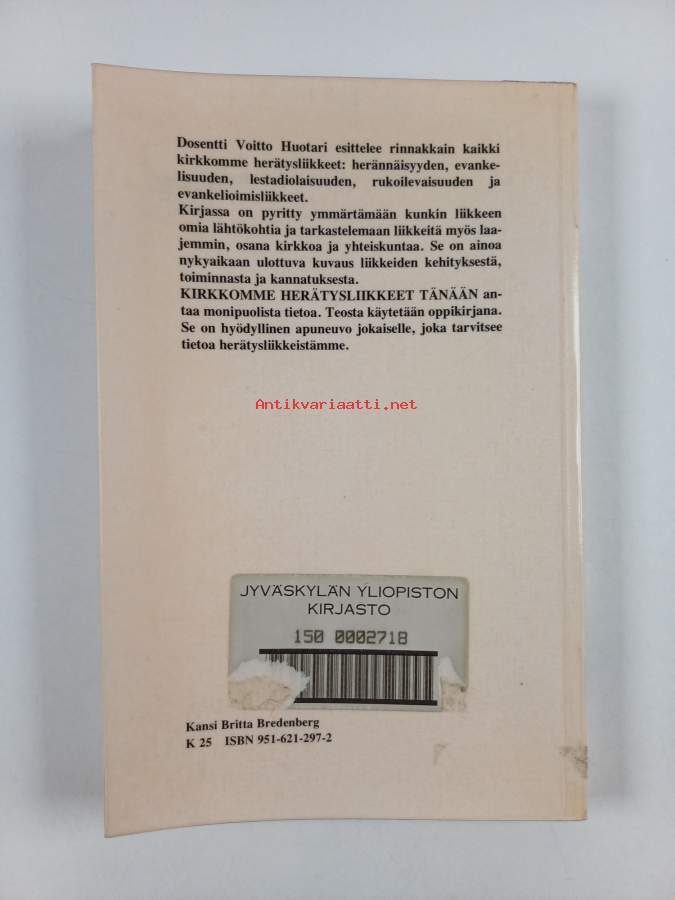 Dosentti Voitto Huotari esittelee rinnakkain kaikki
kirkkomme herätysliikkeet: herännäisyyden, evanke-
lisuuden, lestadiolaisuuden, rukoilevaisuuden ja
evankelioimisliikkeet.
Kirjassa on pyritty ymmärtämään kunkin liikkeen
omia lähtökohtia ja tarkastelemaan liikkeitä myös laa-
jemmin, osana kirkkoa ja yhteiskuntaa. Se on ainoa
nykyaikaan ulottuva kuvaus liikkeiden kehityksestä,
toiminnasta ja kannatuksesta.
KIRKKOMME HERÄTYSLIIKKEET TÄNÄÄN an-
taa monipuolista tietoa. Teosta käytetään oppikirjana.
Se on hyödyllinen apuneuvo jokaiselle, joka tarvitsee
tietoa herätysliikkeistämme.
Antikvariaatti.net
JYVÄSKYLÄN YLIOPISTON
KIRJASTO
150 0002718
Kansi Britta Bredenberg
K 25 ISBN 951-621-297-2